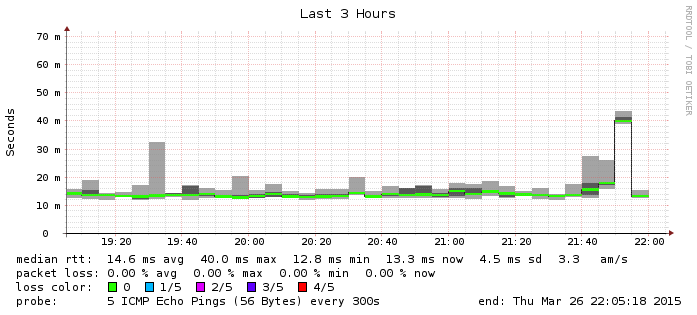 Last 3 Hours
RRDTOOL / TOBI OETIKER
Seconds
70 m
60 m
50 m
40 m
30 m
20 m
10 m
0
19:20 19:40 20:00 20:20 20:40 21:00 21:20 21:40 22:00
median rtt: 14.6 ms avg 40.0 ms max 12.8 ms min 13.3 ms now 4.5 ms sd 3.3 am/s
packet loss: 0.00 % avg 0.00 % max 0.00 % min 0.00 % now
loss color: 0 1/5 2/5 3/5 4/5
probe: 5 ICMP Echo Pings (56 Bytes) every 300s end: Thu Mar 26 22:05:18 2015